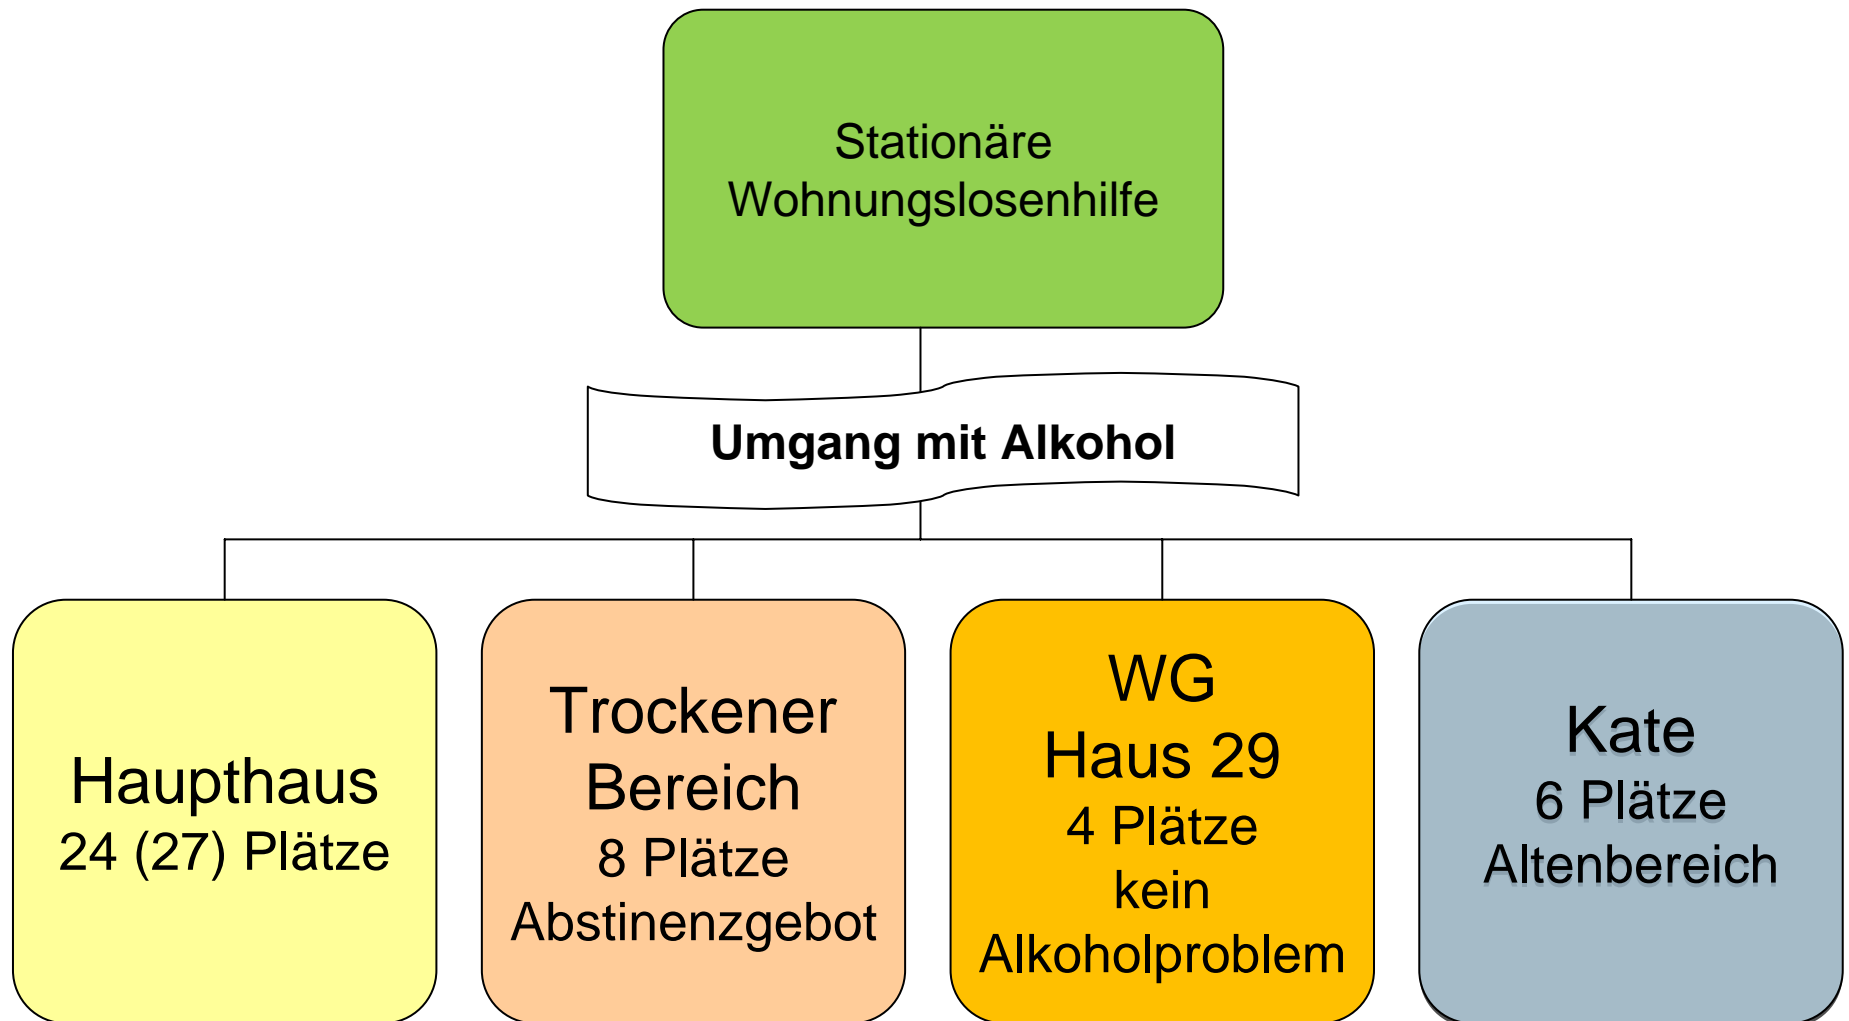 Stationäre
Wohnungslosenhilfe
Umgang mit Alkohol
Haupthaus
24 (27) Plätze
Trockener
Bereich
8 Plätze
Abstinenzgebot
WG
Haus 29
4 Plätze
kein
Alkoholproblem
Kate
6 Plätze
Altenbereich